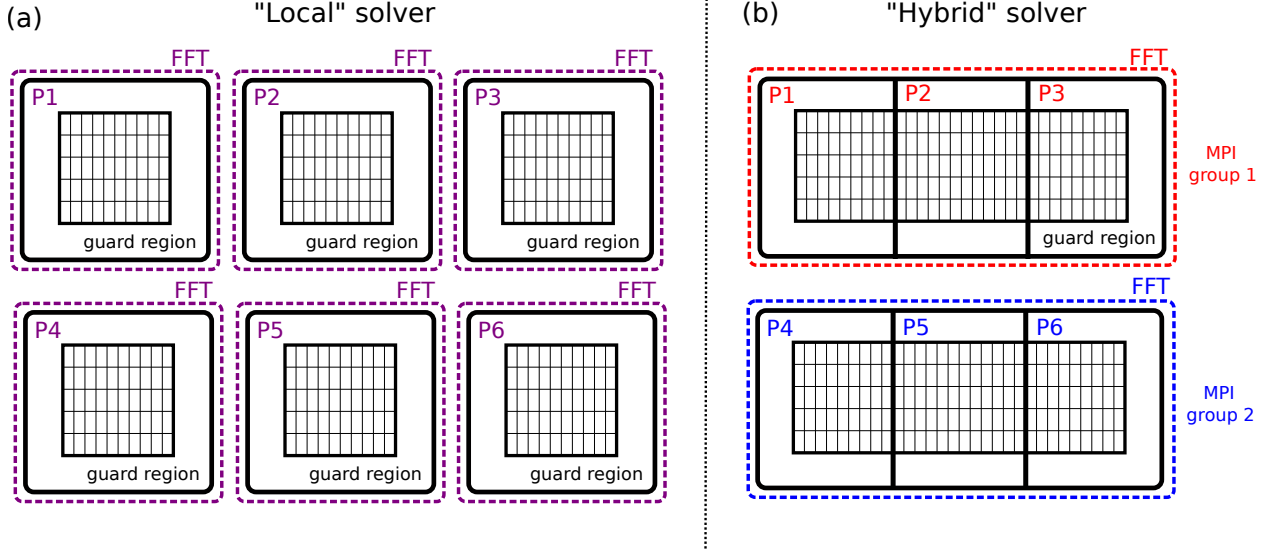 (a)
"Local" solver
FFT
FFT
FFT
P1
P2
P3
guard region
guard region
guard region
FFT
FFT
FFT
P4
P5
P6
guard region
guard region
guard region
(b)
"Hybrid" solver
FFT
P1
P2
P3
guard region
MPI
group 1
FFT
P4
P5
P6
MPI
group 2